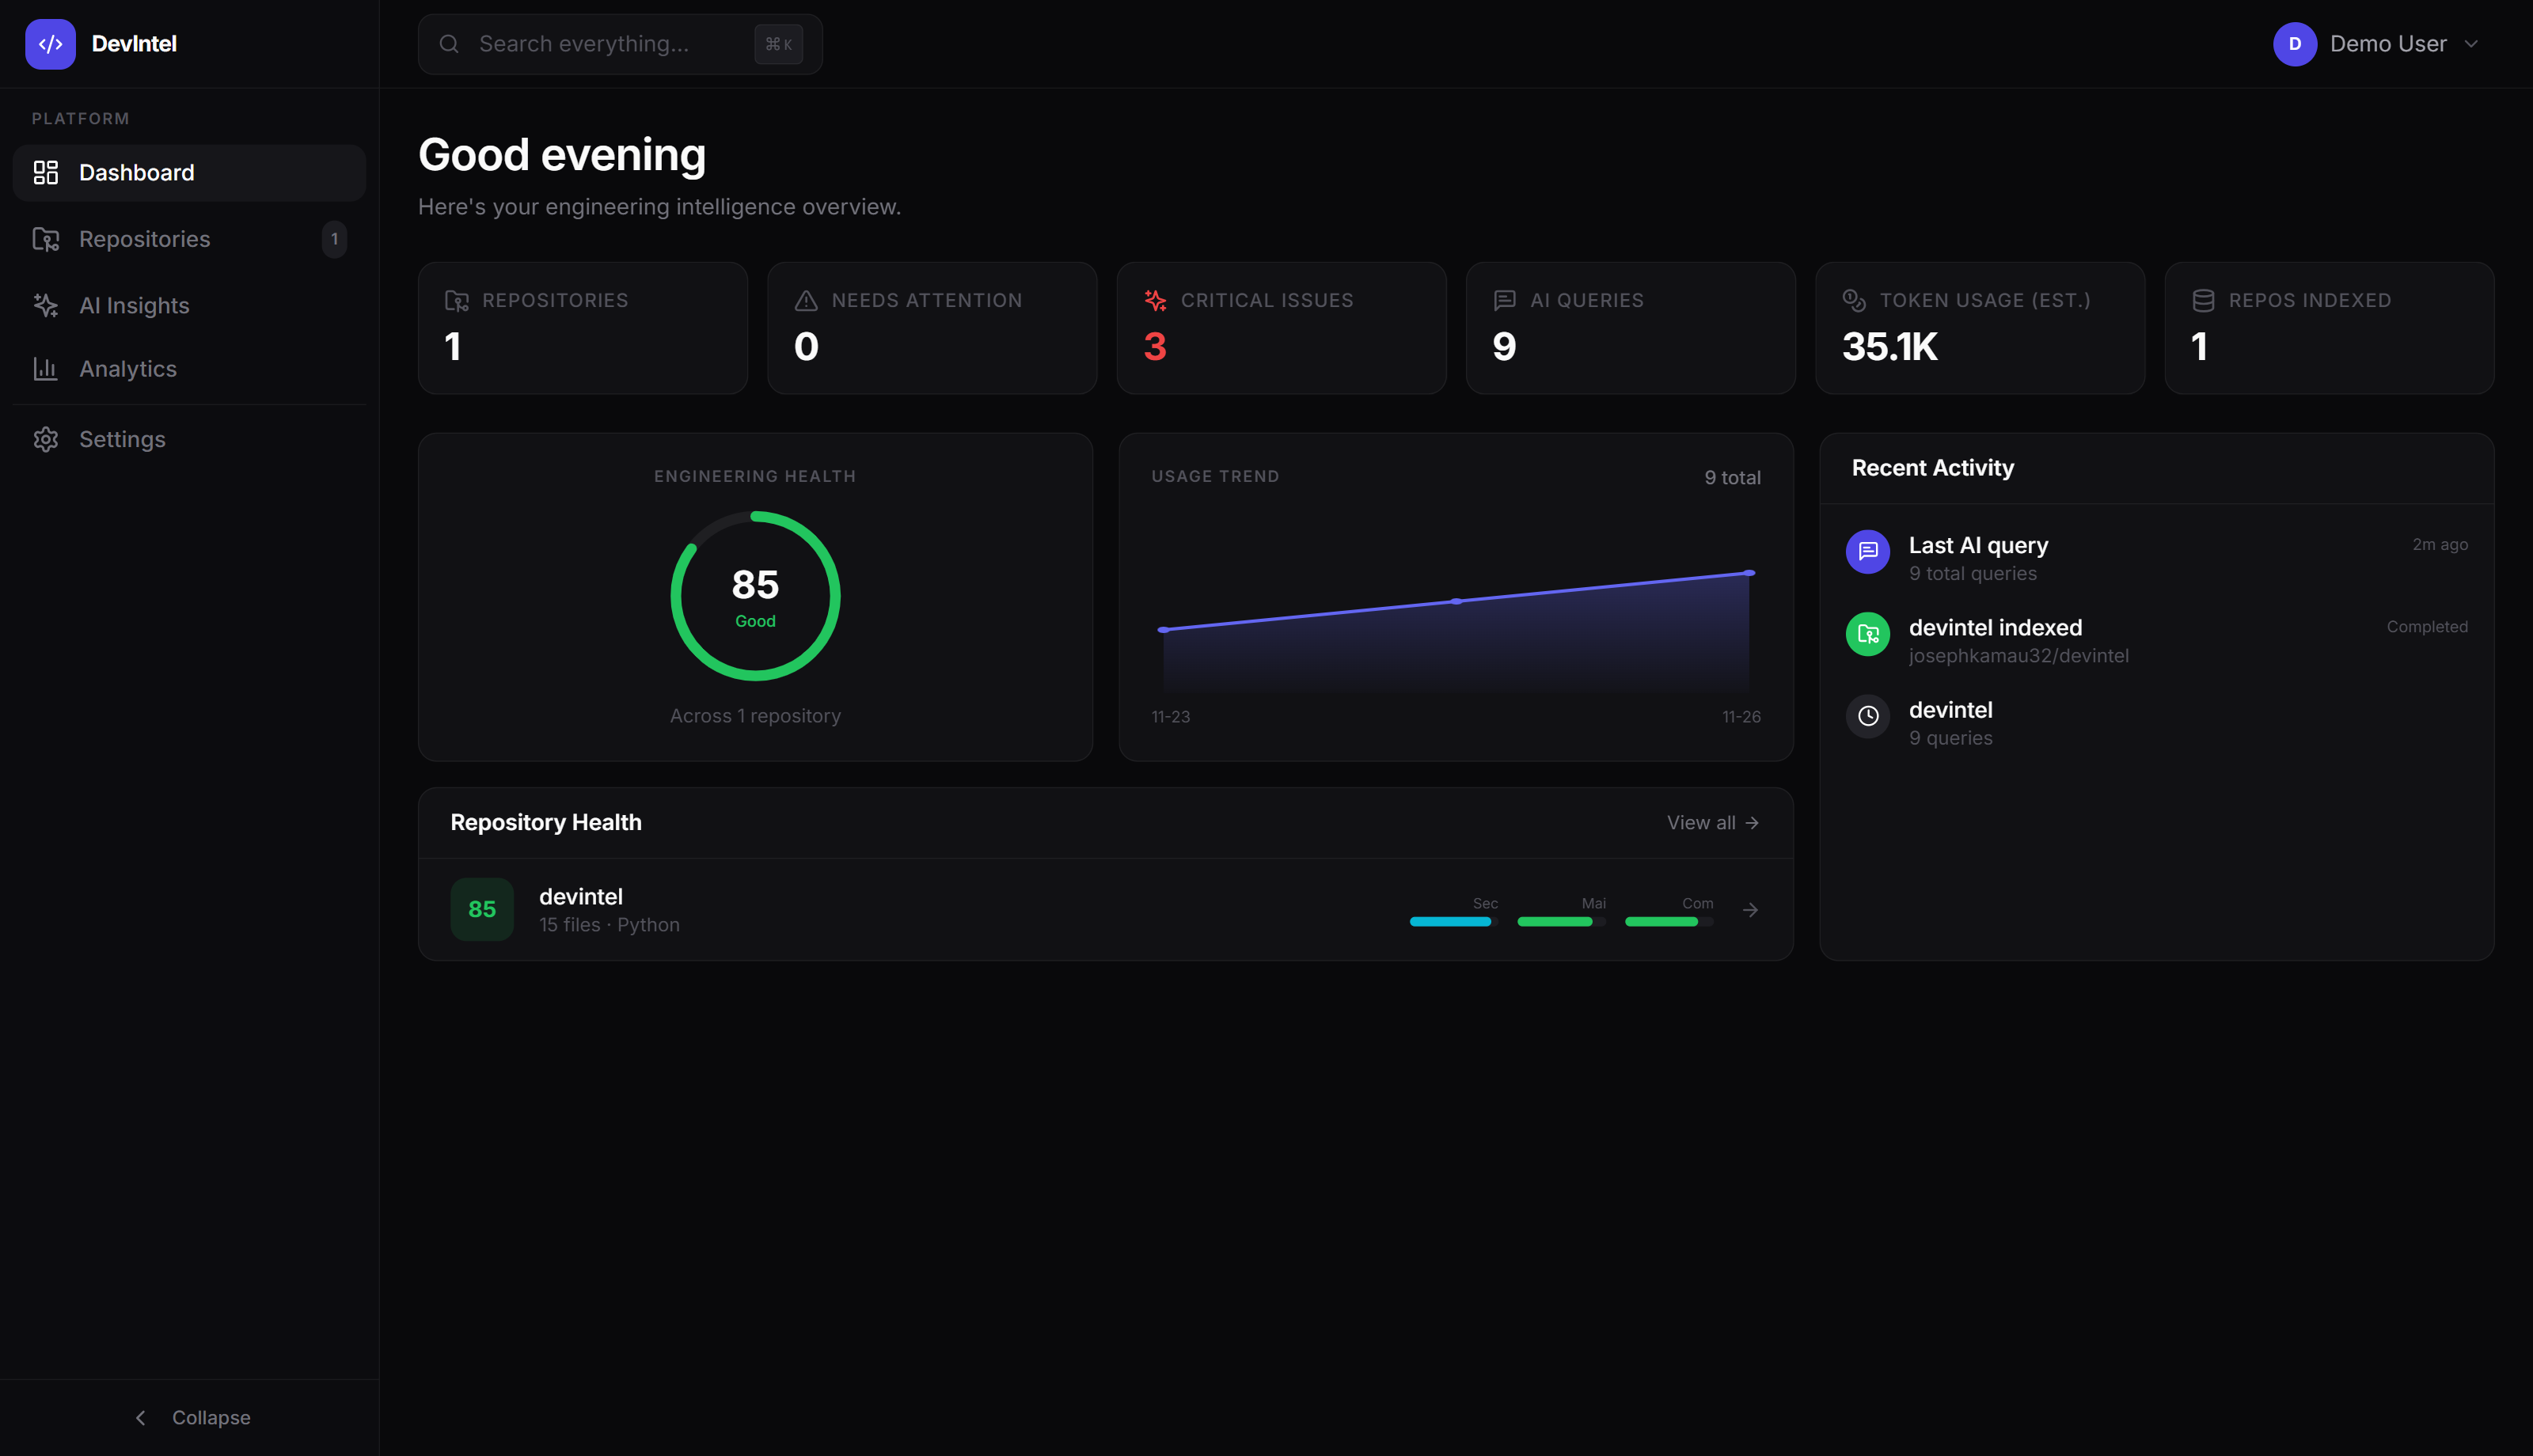 DevIntel
Search everything...
⌘ K
D
Demo User
PLATFORM
Dashboard
Repositories
1
AI Insights
Analytics
Settings
Collapse
Good evening
Here's your engineering intelligence overview.
REPOSITORIES
1
NEEDS ATTENTION
0
CRITICAL ISSUES
3
AI QUERIES
9
TOKEN USAGE (EST.)
35.1K
REPOS INDEXED
1
ENGINEERING HEALTH
85
Good
Across 1 repository
USAGE TREND
9 total
11-23
11-26
Recent Activity
Last AI query
2m ago
9 total queries
devintel indexed
Completed
josephkamau32/devintel
devintel
9 queries
Repository Health
View all →
85
devintel
15 files · Python
Sec
Mai
Com